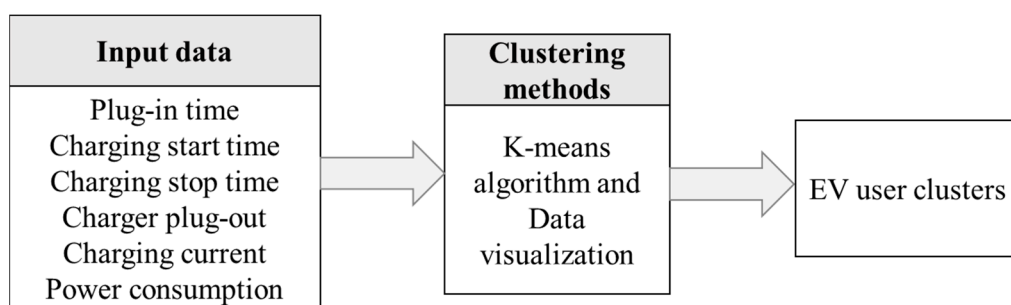 Input data
Plug-in time
Charging start time
Charging stop time
Charger plug-out
Charging current
Power consumption
Clustering
methods
K-means
algorithm and
Data
visualization
EV user clusters